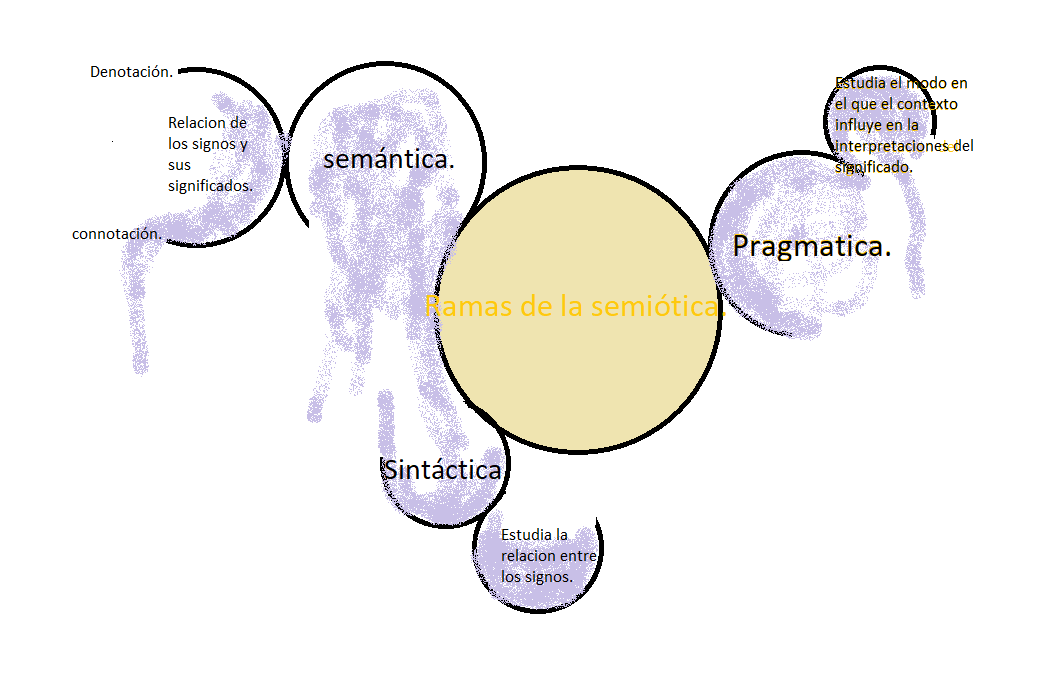 Denotación.
Relacion de
los signos y
sus
significados.
connotación.
semántica.
Ramas de la semiótica.
Estudia el modo en
el que el contexto
influye en la
interpretaciones del
significado.
Pragmatica.
Sintáctica
Estudia la
relacion entre
los signos.